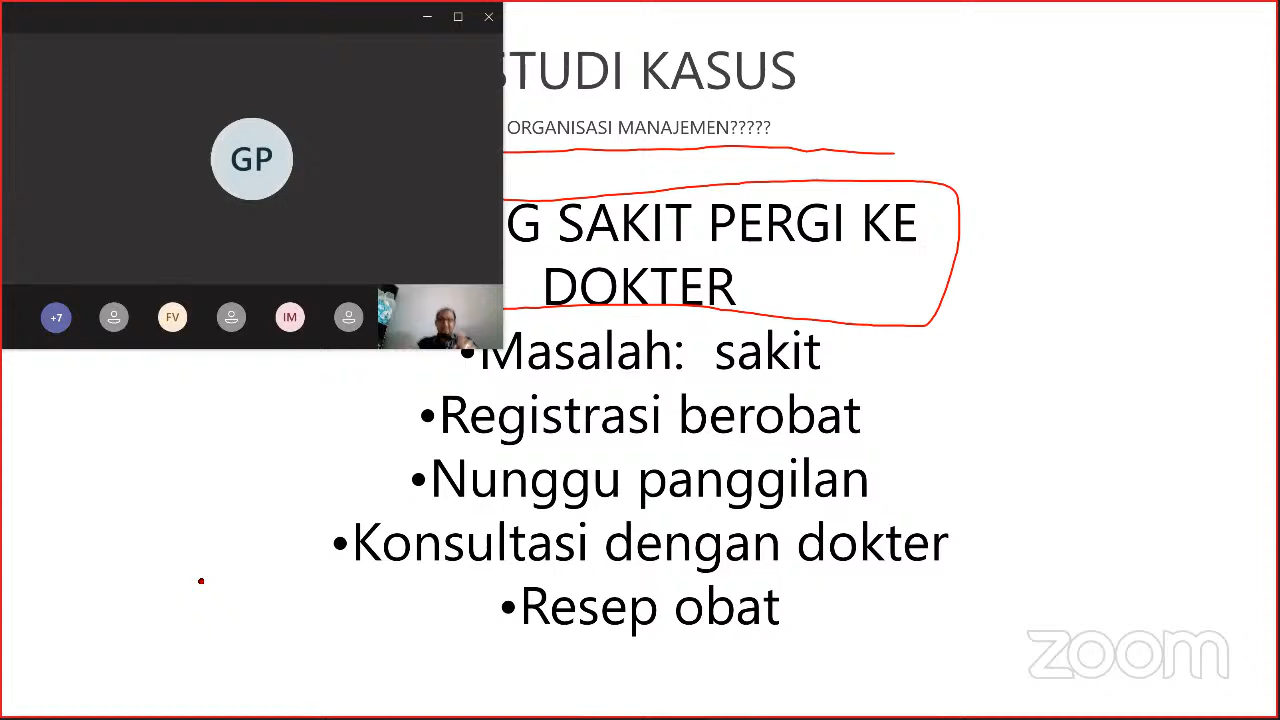 STUDI KASUS
ORGANISASI MANAJEMEN?????
GP
G SAKIT PERGI KE
DOKTER
+7
FV
IM
•Masalah: sakit
•Registrasi berobat
•Nunggu panggilan
•Konsultasi dengan dokter
•Resep obat
zoom